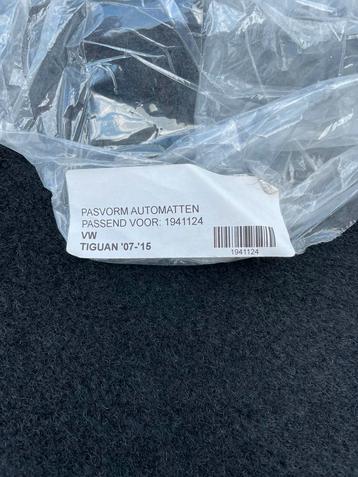 PASVORM AUTOMATTEN
PASSEND VOOR: 1941124
VW
TIGUAN '07-'15
1941124